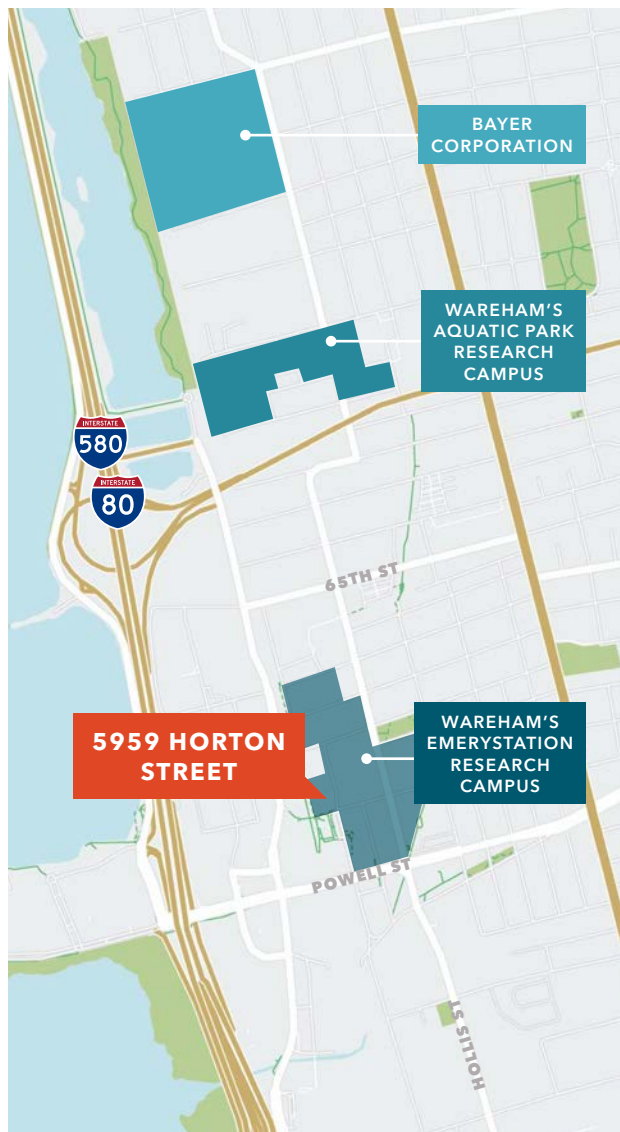 BAYER
CORPORATION
WAREHAM'S
AQUATIC PARK
RESEARCH
CAMPUS
INTERSTATE
580
INTERSTATE
80
65TH ST
5959 HORTON
STREET
WAREHAM'S
EMERYSTATION
RESEARCH
CAMPUS
POWELL ST
HOLLIS ST